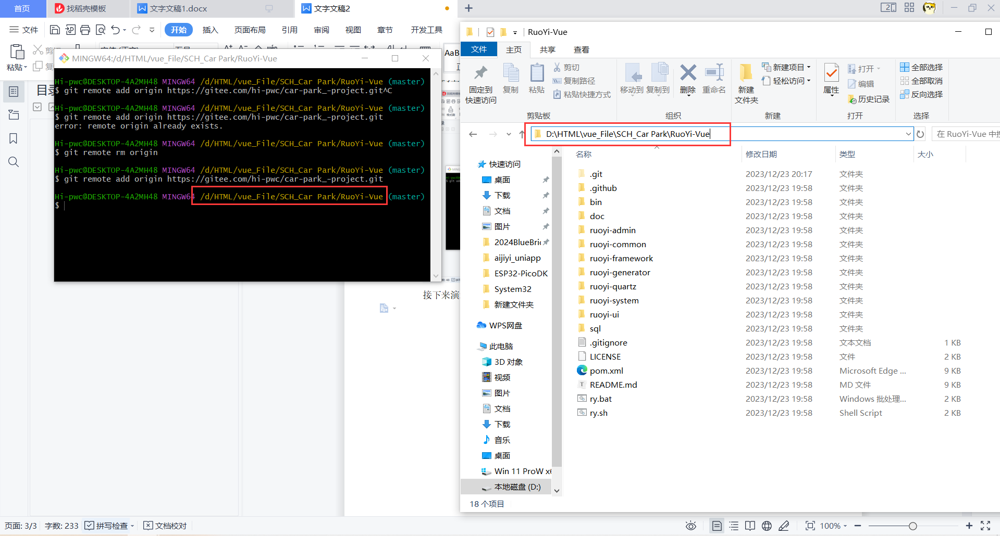 首页
找稻壳模板
文字文稿1.docx
文字文稿2
文件
开始
插入
页面布局
引用
审阅
视图
章节
开发工具
粘贴
目录
MINGW64:/d/HTML/vue_File/SCH_Car Park/RuoYi-Vue
Hi-pwc@DESKTOP-4A2MH48 MINGW64 /d/HTML/vue_File/SCH_Car Park/RuoYi-Vue (master)
$ git remote add origin https://gitee.com/hi-pwc/car-park_-project.git^C
Hi-pwc@DESKTOP-4A2MH48 MINGW64 /d/HTML/vue_File/SCH_Car Park/RuoYi-Vue (master)
$ git remote add origin https://gitee.com/hi-pwc/car-park_-project.git
error: remote origin already exists.
Hi-pwc@DESKTOP-4A2MH48 MINGW64 /d/HTML/vue_File/SCH_Car Park/RuoYi-Vue (master)
$ git remote rm origin
Hi-pwc@DESKTOP-4A2MH48 MINGW64 /d/HTML/vue_File/SCH_Car Park/RuoYi-Vue (master)
$ git remote add origin https://gitee.com/hi-pwc/car-park_-project.git
Hi-pwc@DESKTOP-4A2MH48 MINGW64 /d/HTML/vue_File/SCH_Car Park/RuoYi-Vue (master)
$
AaB
接下来演
RuoYi-Vue
文件
主页
共享
查看
固定到
快速访问
复制
粘贴
剪切
复制路径
粘贴快捷方式
剪贴板
移动到
复制到
删除
重命名
组织
新建
文件夹
新建项目
轻松访问
新建
属性
打开
编辑
历史记录
打开
全部选择
全部取消
反向选择
选择
D:\HTML\vue_File\SCH_Car Park\RuoYi-Vue
在 RuoYi-Vue 中搜
快速访问
桌面
下载
文档
图片
2024BlueBri
aijiyi_uniapp
ESP32-PicoDK
System32
新建文件夹
WPS网盘
此电脑
3D 对象
视频
图片
文档
下载
音乐
桌面
Win 11 ProW x6
本地磁盘 (D:)
名称 修改日期 类型 大小
.git 2023/12/23 20:17 文件夹
.github 2023/12/23 19:58 文件夹
bin 2023/12/23 19:58 文件夹
doc 2023/12/23 19:58 文件夹
ruoyi-admin 2023/12/23 19:58 文件夹
ruoyi-common 2023/12/23 19:58 文件夹
ruoyi-framework 2023/12/23 19:58 文件夹
ruoyi-generator 2023/12/23 19:58 文件夹
ruoyi-quartz 2023/12/23 19:58 文件夹
ruoyi-system 2023/12/23 19:58 文件夹
ruoyi-ui 2023/12/23 19:58 文件夹
sql 2023/12/23 19:58 文件夹
.gitignore 2023/12/23 19:58 文本文档 1 KB
LICENSE 2023/12/23 19:58 文件 2 KB
pom.xml 2023/12/23 19:58 Microsoft Edge ... 9 KB
README.md 2023/12/23 19:58 MD 文件 9 KB
ry.bat 2023/12/23 19:58 Windows 批处理... 2 KB
ry.sh 2023/12/23 19:58 Shell Script 2 KB
18 个项目
页面: 3/3 字数: 233 拼写检查 文档校对
100%